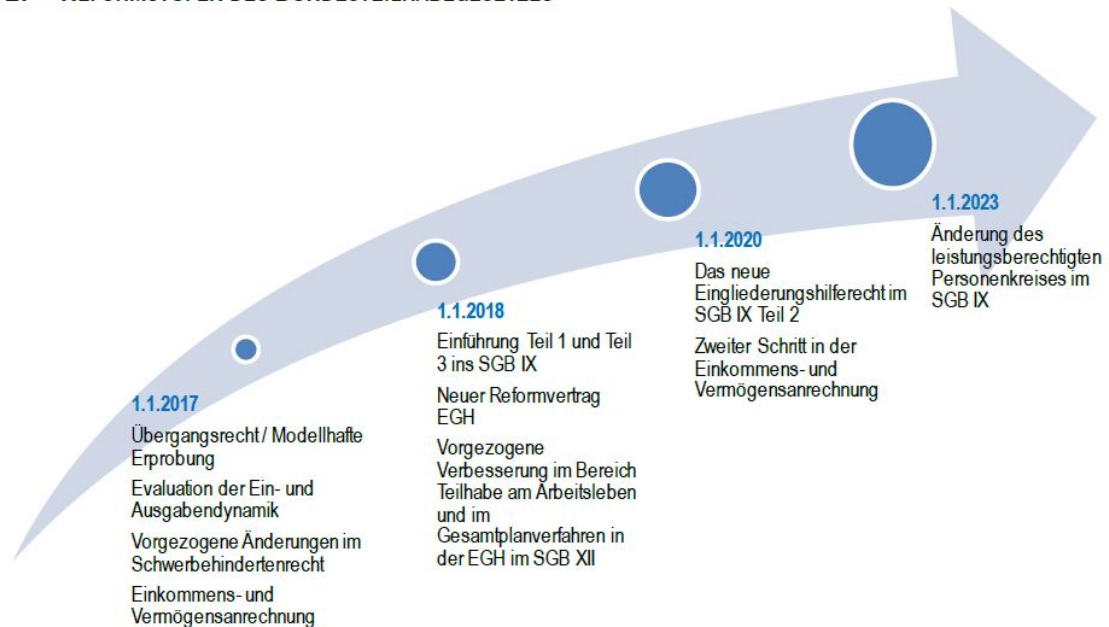 1.1.2017
Übergangsrecht / Modellhafte
Erprobung
Evaluation der Ein- und
Ausgabendynamik
Vorgezogene Änderungen im
Schwerbehindertenrecht
Einkommens- und
Vermögensanrechnung
1.1.2018
Einführung Teil 1 und Teil
3 ins SGB IX
Neuer Reformvertrag
EGH
Vorgezogene
Verbesserung im Bereich
Teilhabe am Arbeitsleben
und im
Gesamtplanverfahren in
der EGH im SGB XII
1.1.2020
Das neue
Eingliederungshilferecht im
SGB IX Teil 2
Zweiter Schritt in der
Einkommens- und
Vermögensanrechnung
1.1.2023
Änderung des
leistungsberechtigten
Personenkreises im
SGB IX